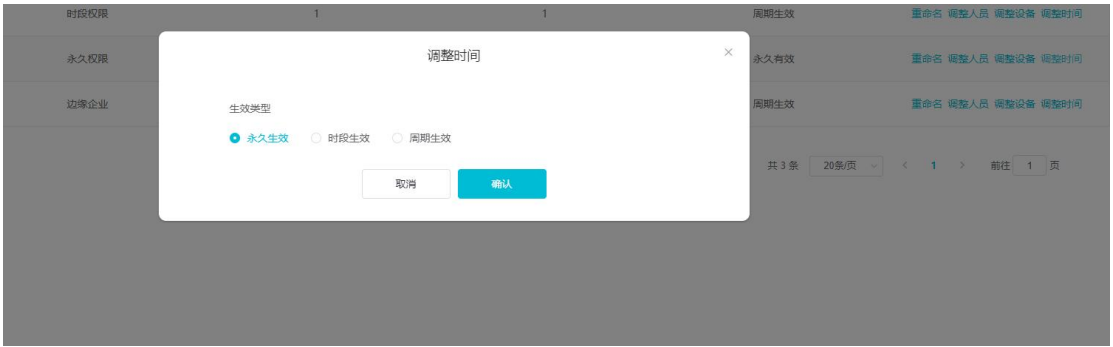 时段权限 1 1 周期生效 重命名 调整人员 调整设备 调整时间
调整时间
永久权限 永久有效 重命名 调整人员 调整设备 调整时间
边缘企业 周期生效 重命名 调整人员 调整设备 调整时间
生效类型
永久生效 时段生效 周期生效
共 3 条 20条/页 < 1 > 前往 1 页
取消 确认